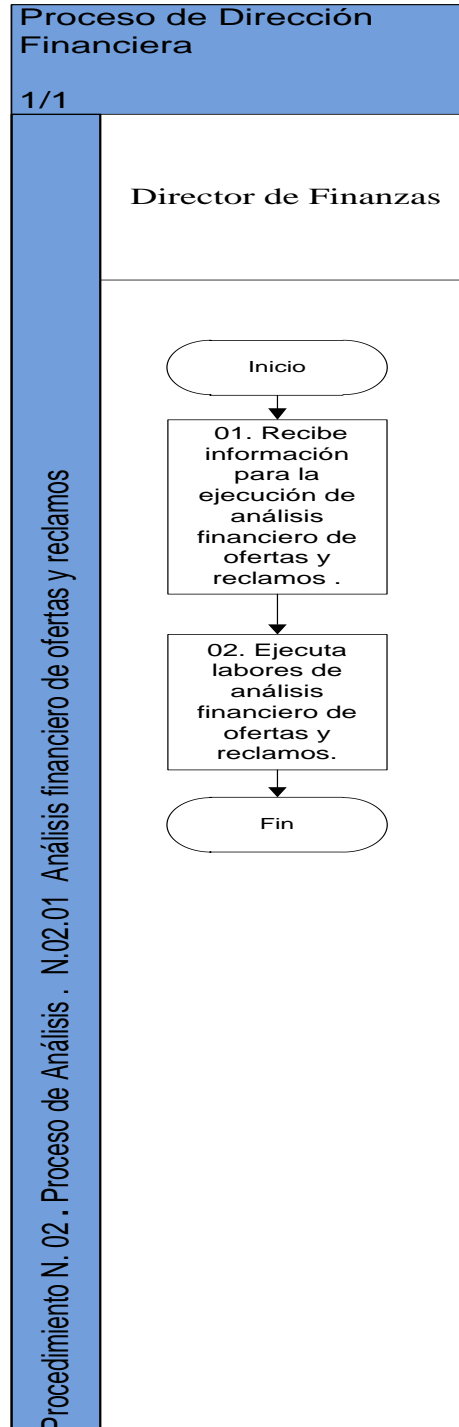 Proceso de Dirección
Financiera
1/1
Director de Finanzas
Inicio
01. Recibe
información
para la
ejecución de
análisis
financiero de
ofertas y
reclamos .
02. Ejecuta
labores de
análisis
financiero de
ofertas y
reclamos.
Fin
Procedimiento N. 02 . Proceso de Análisis . N.02.01 Análisis financiero de ofertas y reclamos